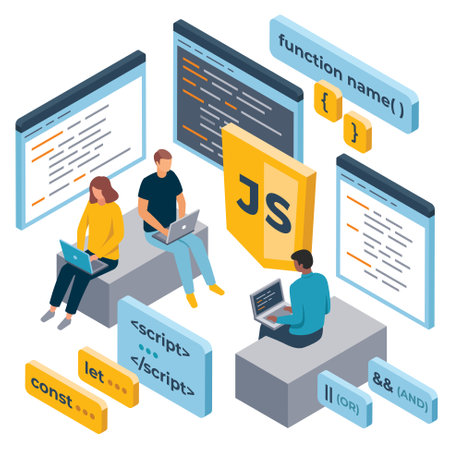 function name( )
{
}
JS
<script>
•••
</script>
let •••
const •••
|| (OR)
&& (AND)